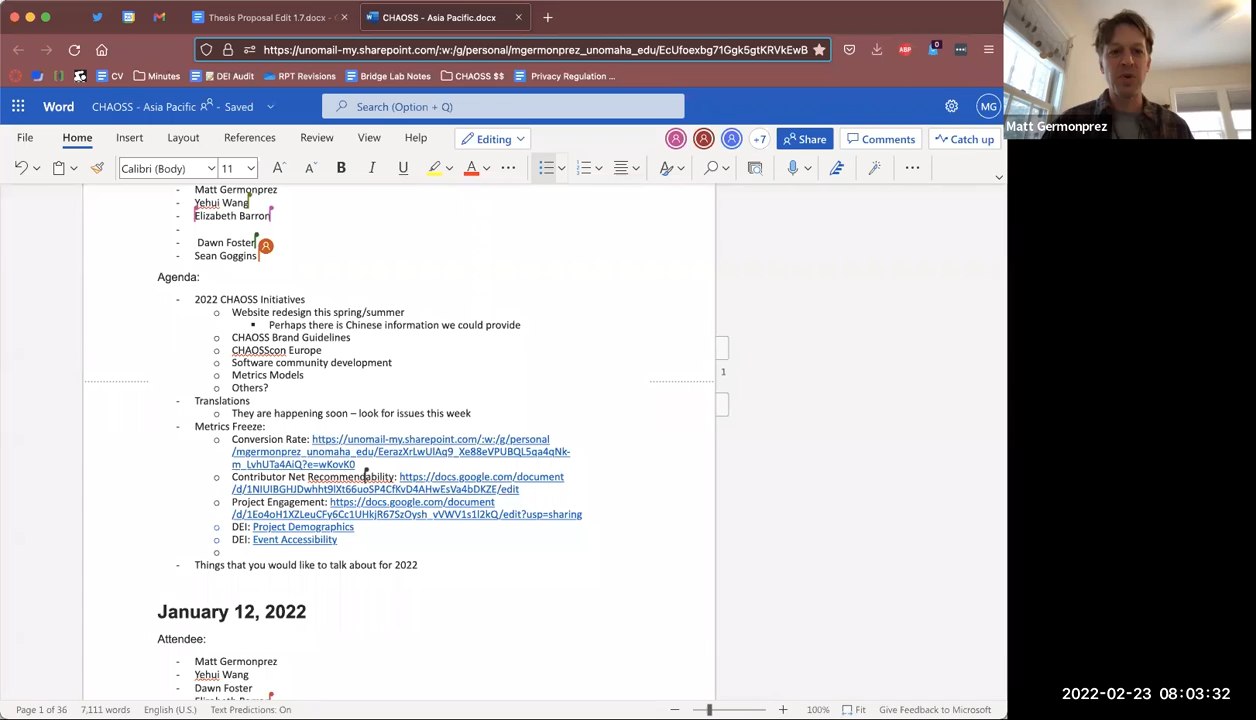 Thesis Proposal Edit 1.7.docx -
CHAOSS - Asia Pacific.docx
https://unomail-my.sharepoint.com/:w:/g/personal/mgermonprez_unomaha_edu/EcUfoexbg71Ggk5gtKRVkEwB
ABP
0
CV
Minutes
DEI Audit
RPT Revisions
Bridge Lab Notes
CHAOSS $$
Privacy Regulation ...
Word
CHAOSS - Asia Pacific - Saved
Search (Option + Q)
MG
File
Home
Insert
Layout
References
Review
View
Help
Editing
+7
Share
Comments
Catch up
Calibri (Body)
11
- Matt Germonprez
- Yehui Wang
- Elizabeth Barron
-
- Dawn Foster
- Sean Goggins
Agenda:
- 2022 CHAOSS Initiatives
o Website redesign this spring/summer
▪ Perhaps there is Chinese information we could provide
o CHAOSS Brand Guidelines
o CHAOSScon Europe
o Software community development
o Metrics Models
o Others?
- Translations
o They are happening soon – look for issues this week
- Metrics Freeze:
o Conversion Rate: https://unomail-my.sharepoint.com/:w:/g/personal
/mgermonprez_unomaha_edu/EerazXrLwUlAg9_Xe88eVPUBQL5qa4qNk-
m_LvhUTa4AiQ?e=wKovK0
o Contributor Net Recommendability: https://docs.google.com/document
/d/1NIUIBGHJDwhht9lXt66uoSP4CfKvD4AHwEsVa4bDKZE/edit
o Project Engagement: https://docs.google.com/document
/d/1Eo4oH1XZLeuCFy6Cc1UHkjR67SzOysh_vVWV1s1l2kQ/edit?usp=sharing
o DEI: Project Demographics
o DEI: Event Accessibility
o
- Things that you would like to talk about for 2022
1
January 12, 2022
Attendee:
- Matt Germonprez
- Yehui Wang
- Dawn Foster
- Elizabeth Barron
Page 1 of 36
7,111 words
English (U.S.)
Text Predictions: On
100%
Fit
Give Feedback to Microsoft
Matt Germonprez
2022-02-23 08:03:32